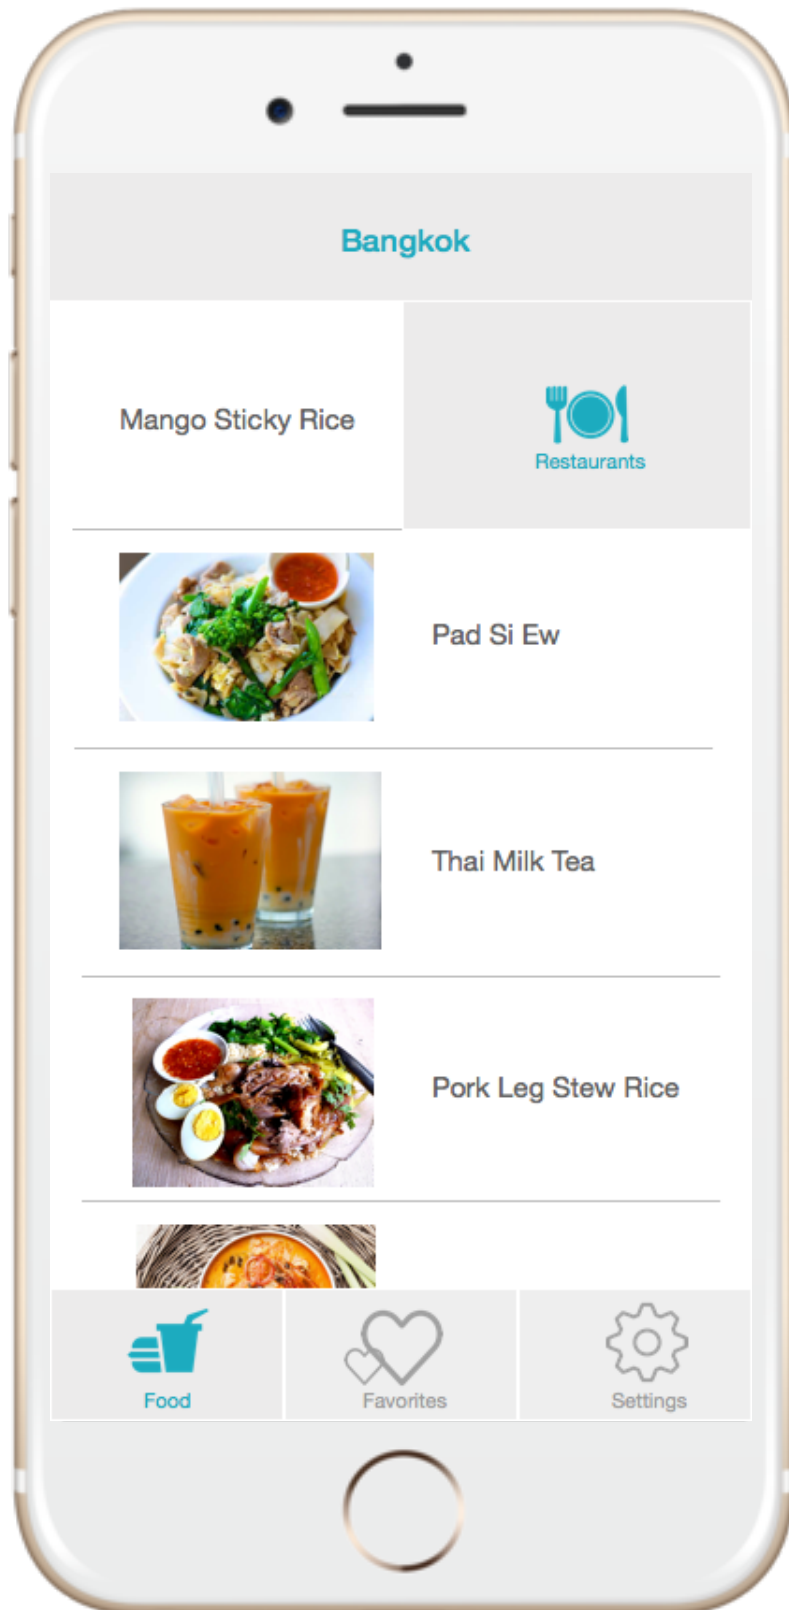 Bangkok
Mango Sticky Rice
Restaurants
Pad Si Ew
Thai Milk Tea
Pork Leg Stew Rice
Food
Favorites
Settings